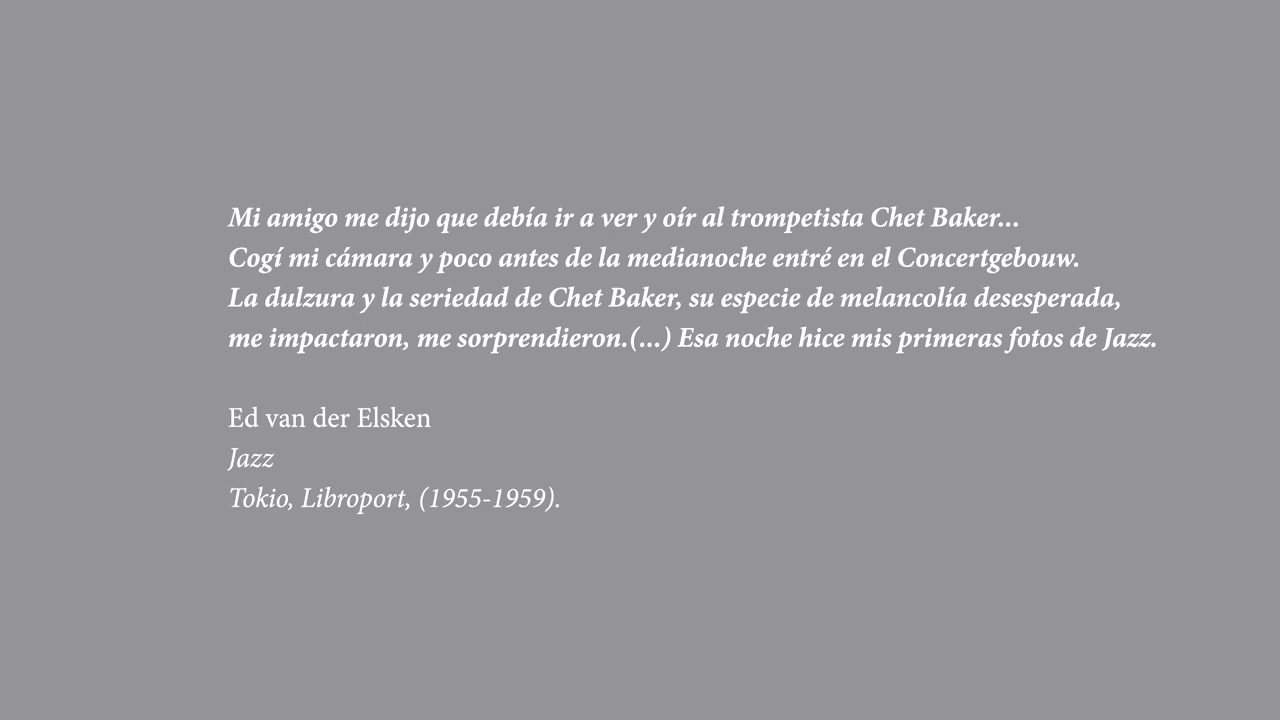 Mi amigo me dijo que debía ir a ver y oír al trompetista Chet Baker...
Cogí mi cámara y poco antes de la medianoche entré en el Concertgebouw.
La dulzura y la seriedad de Chet Baker, su especie de melancolía desesperada,
me impactaron, me sorprendieron.(...) Esa noche hice mis primeras fotos de Jazz.
Ed van der Elsken
Jazz
Tokio, Libroport, (1955-1959).